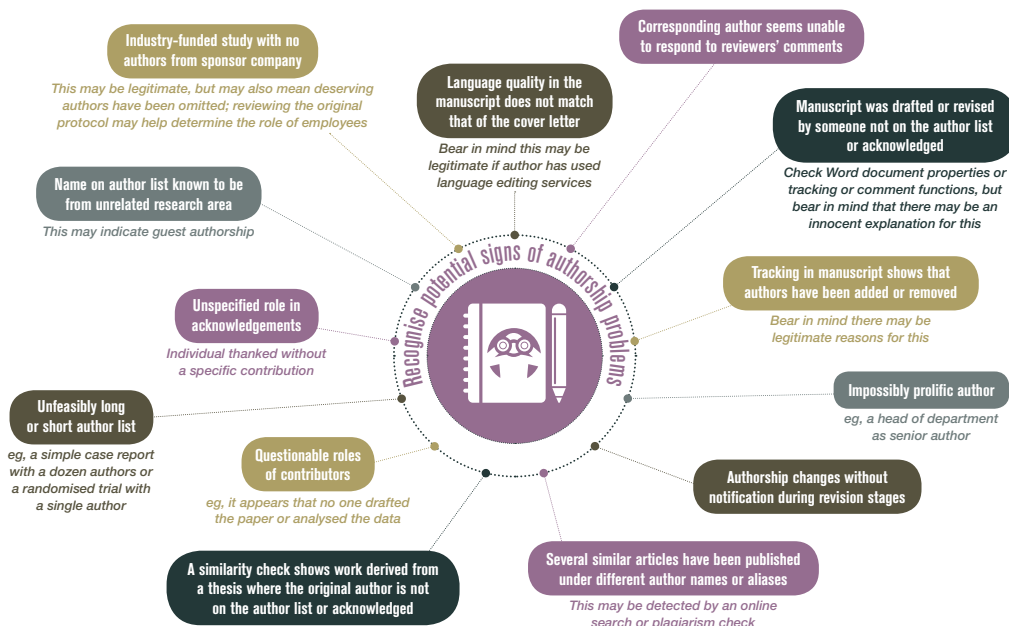 Industry-funded study with no
authors from sponsor company
This may be legitimate, but may also mean deserving
authors have been omitted; reviewing the original
protocol may help determine the role of employees
Language quality in the
manuscript does not match
that of the cover letter
Bear in mind this may be
legitimate if author has used
language editing services
Corresponding author seems unable
to respond to reviewers' comments
Manuscript was drafted or revised
by someone not on the author list
or acknowledged
Check Word document properties or
tracking or comment functions, but
bear in mind that there may be an
innocent explanation for this
Name on author list known to be
from unrelated research area
This may indicate guest authorship
Recognise potential signs of authorship problems
Tracking in manuscript shows that
authors have been added or removed
Bear in mind there may be
legitimate reasons for this
Unspecified role in
acknowledgements
Individual thanked without
a specific contribution
Impossibly prolific author
eg, a head of department
as senior author
Unfeasibly long
or short author list
eg, a simple case report
with a dozen authors or
a randomised trial with
a single author
Questionable roles
of contributors
eg, it appears that no one drafted
the paper or analysed the data
Authorship changes without
notification during revision stages
A similarity check shows work derived from
a thesis where the original author is not
on the author list or acknowledged
Several similar articles have been published
under different author names or aliases
This may be detected by an online
search or plagiarism check